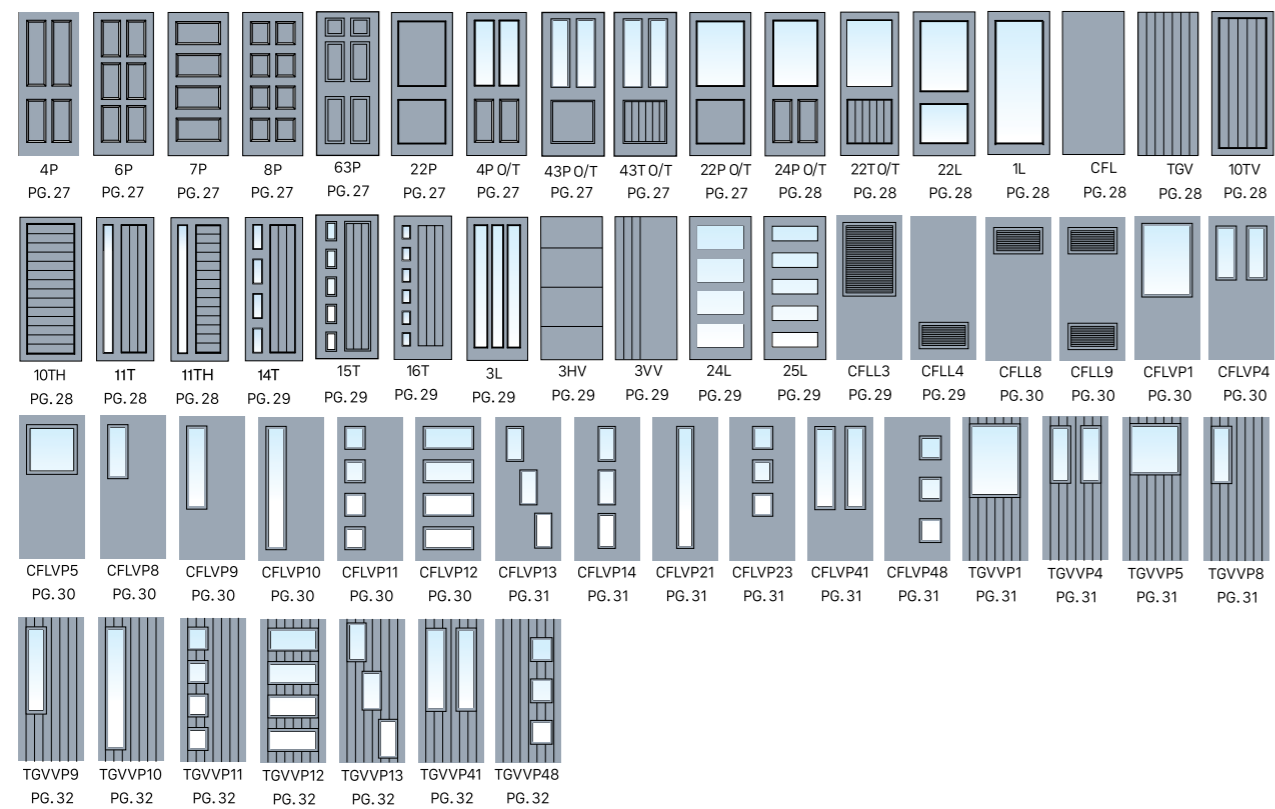 4P 6P 7P 8P 63P 22P 4P O/T 43P O/T 43T O/T 22P O/T 24P O/T 22T O/T 22L 1L CFL TGV 10TV
PG. 27 PG. 27 PG. 27 PG. 27 PG. 27 PG. 27 PG. 27 PG. 27 PG. 27 PG. 27 PG. 28 PG. 28 PG. 28 PG. 28 PG. 28 PG. 28 PG. 28
10TH 11T 11TH 14T 15T 16T 3L 3HV 3VV 24L 25L CFLL3 CFLL4 CFLL8 CFLL9 CFLVP1 CFLVP4
PG. 28 PG. 28 PG. 28 PG. 29 PG. 29 PG. 29 PG. 29 PG. 29 PG. 29 PG. 29 PG. 29 PG. 29 PG. 29 PG. 30 PG. 30 PG. 30 PG. 30
CFLVP5 CFLVP8 CFLVP9 CFLVP10 CFLVP11 CFLVP12 CFLVP13 CFLVP14 CFLVP21 CFLVP23 CFLVP41 CFLVP48 TGVVP1 TGVVP4 TGVVP5 TGVVP8
PG. 30 PG. 30 PG. 30 PG. 30 PG. 30 PG. 30 PG. 31 PG. 31 PG. 31 PG. 31 PG. 31 PG. 31 PG. 31 PG. 31 PG. 31 PG. 31
TGVVP9 TGVVP10 TGVVP11 TGVVP12 TGVVP13 TGVVP41 TGVVP48
PG. 32 PG. 32 PG. 32 PG. 32 PG. 32 PG. 32 PG. 32